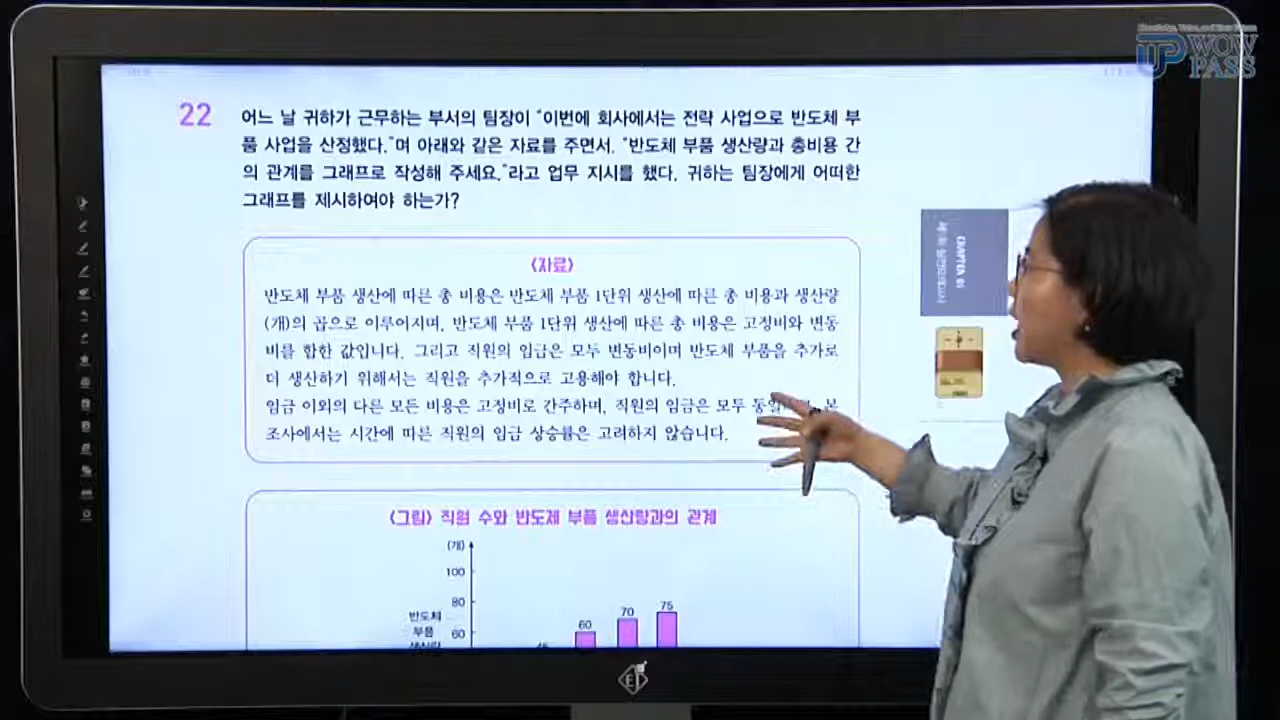 WOW
PASS
22
어느 날 귀하가 근무하는 부서의 팀장이 "이번에 회사에서는 전략 사업으로 반도체 부
품 사업을 산정했다."며 아래와 같은 자료를 주면서, "반도체 부품 생산량과 총비용 간
의 관계를 그래프로 작성해 주세요."라고 업무 지시를 했다. 귀하는 팀장에게 어떠한
그래프를 제시하여야 하는가?
CHAPTER 01
<자료>
반도체 부품 생산에 따른 총 비용은 반도체 부품 1단위 생산에 따른 총 비용과 생산량
(개)의 곱으로 이루어지며, 반도체 부품 1단위 생산에 따른 총 비용은 고정비와 변동
비를 합한 값입니다. 그리고 직원의 임금은 모두 변동비이며 반도체 부품을 추가로
더 생산하기 위해서는 직원을 추가적으로 고용해야 합니다.
임금 이외의 다른 모든 비용은 고정비로 간주하며, 직원의 임금은 모두 본
조사에서는 시간에 따른 직원의 임금 상승률은 고려하지 않습니다.
<그림> 직원 수와 반도체 부품 생산량과의 관계
(개)
100
80
60
반도체
부품
생산량
45
60
70
75